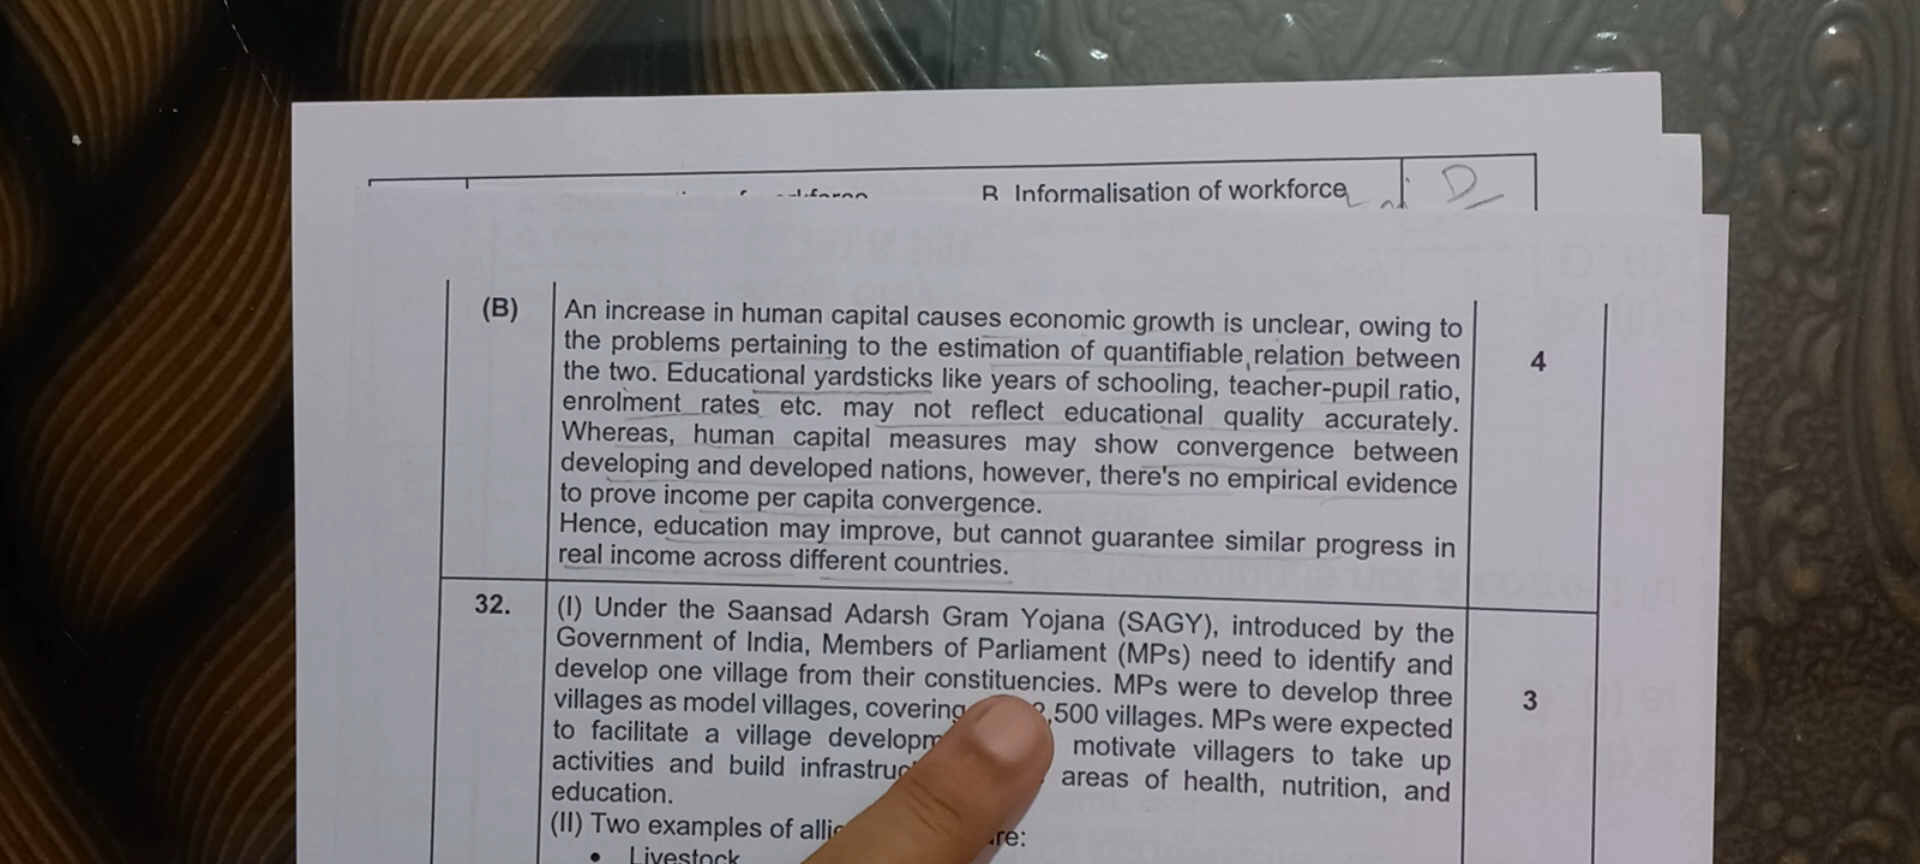 B Informalisation of workforce
D
(B) An increase in human capital causes economic growth is unclear, owing to
the problems pertaining to the estimation of quantifiable relation between
the two. Educational yardsticks like years of schooling, teacher-pupil ratio,
enrolment rates etc. may not reflect educational quality accurately.
Whereas, human capital measures may show convergence between
developing and developed nations, however, there's no empirical evidence
to prove income per capita convergence.
Hence, education may improve, but cannot guarantee similar progress in
real income across different countries.
4
32. (I) Under the Saansad Adarsh Gram Yojana (SAGY), introduced by the
Government of India, Members of Parliament (MPs) need to identify and
develop one village from their constituencies. MPs were to develop three
villages as model villages, covering ,500 villages. MPs were expected
to facilitate a village motivate villagers to take up
activities and build areas of health, nutrition, and
education.
3
(II) Two examples of
• Livestock